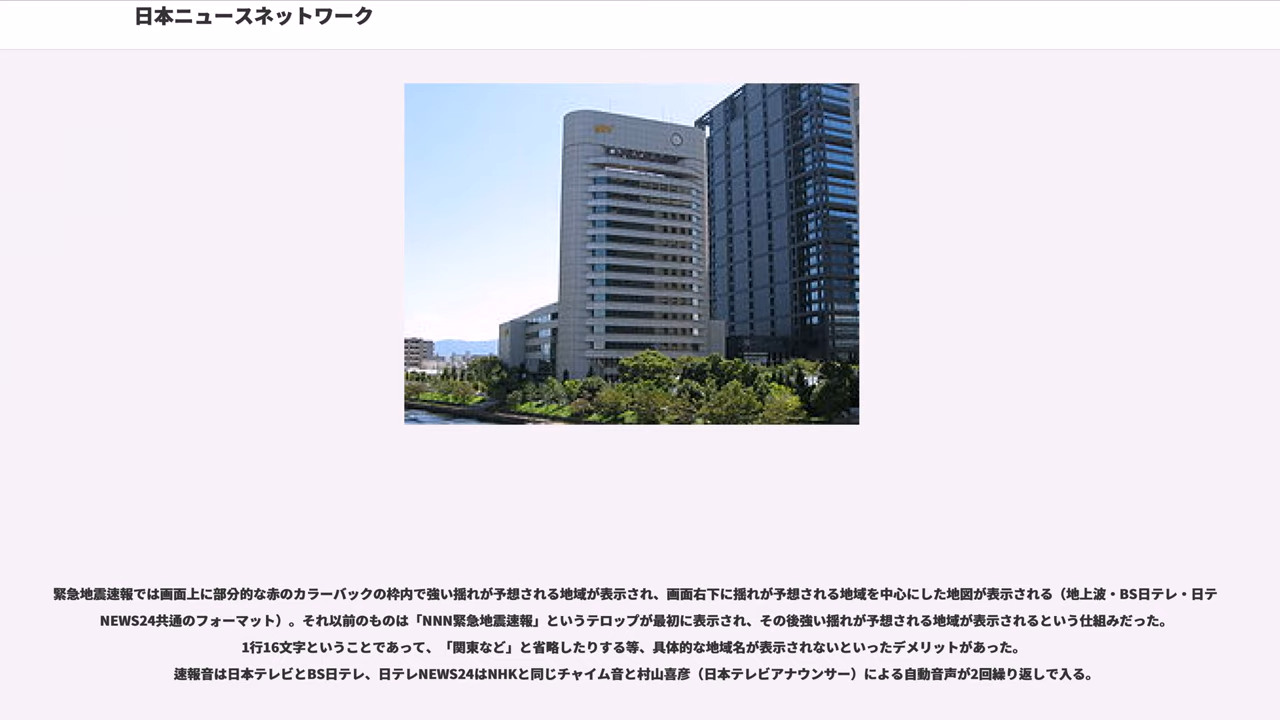 日本ニュースネットワーク
緊急地震速報では画面上に部分的な赤のカラーバックの枠内で強い揺れが予想される地域が表示され、画面右下に揺れが予想される地域を中心にした地図が表示される（地上波・BS日テレ・日テ
NEWS24共通のフォーマット）。それ以前のものは「NNN緊急地震速報」というテロップが最初に表示され、その後強い揺れが予想される地域が表示されるという仕組みだった。
1行16文字ということであって、「関東など」と省略したりする等、具体的な地域名が表示されないといったデメリットがあった。
速報音は日本テレビとBS日テレ、日テレNEWS24はNHKと同じチャイム音と村山喜彦（日本テレビアナウンサー）による自動音声が2回繰り返しで入る。